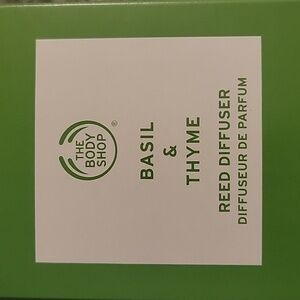 THE
BODY
SHOP
®
BASIL
&
THYME
REED DIFFUSER
DIFFUSEUR DE PARFUM